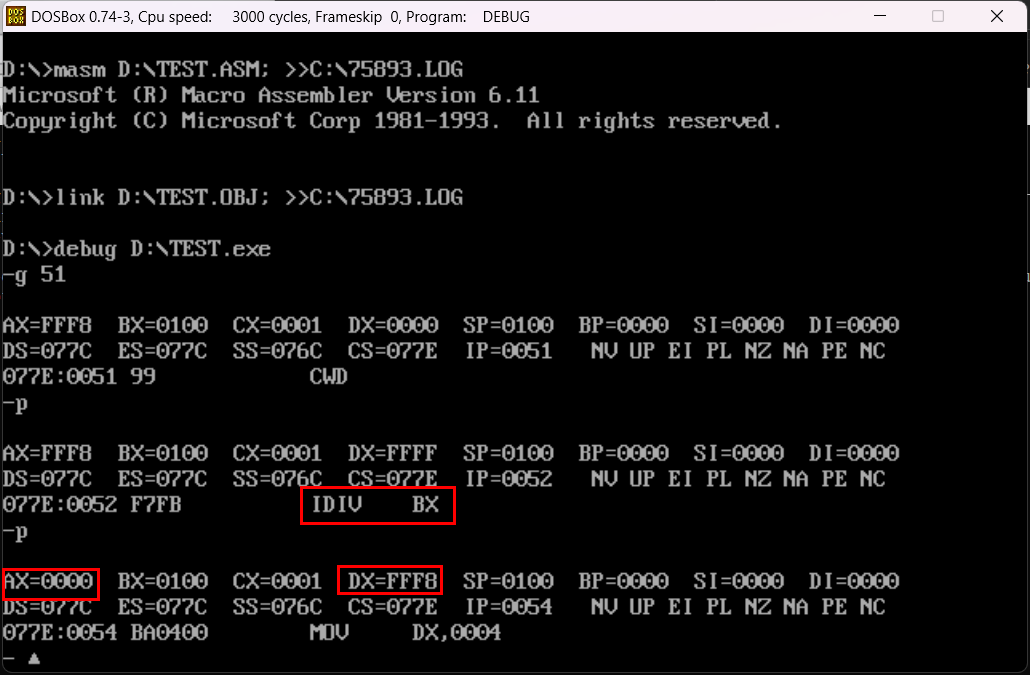 DOS BOX DOSBox 0.74-3, Cpu speed: 3000 cycles, Frameskip 0, Program: DEBUG
D:\>masm D:\TEST.ASM; >>C:\75893.LOG
Microsoft (R) Macro Assembler Version 6.11
Copyright (C) Microsoft Corp 1981-1993. All rights reserved.
D:\>link D:\TEST.OBJ; >>C:\75893.LOG
D:\>debug D:\TEST.exe
-g 51
AX=FFF8 BX=0100 CX=0001 DX=0000 SP=0100 BP=0000 SI=0000 DI=0000
DS=077C ES=077C SS=076C CS=077E IP=0051 NV UP EI PL NZ NA PE NC
077E:0051 99 CWD
-p
AX=FFF8 BX=0100 CX=0001 DX=FFFF SP=0100 BP=0000 SI=0000 DI=0000
DS=077C ES=077C SS=076C CS=077E IP=0052 NV UP EI PL NZ NA PE NC
077E:0052 F7FB IDIV BX
-p
AX=0000 BX=0100 CX=0001 DX=FFF8 SP=0100 BP=0000 SI=0000 DI=0000
DS=077C ES=077C SS=076C CS=077E IP=0054 NV UP EI PL NZ NA PE NC
077E:0054 BA0400 MOV DX,0004
-